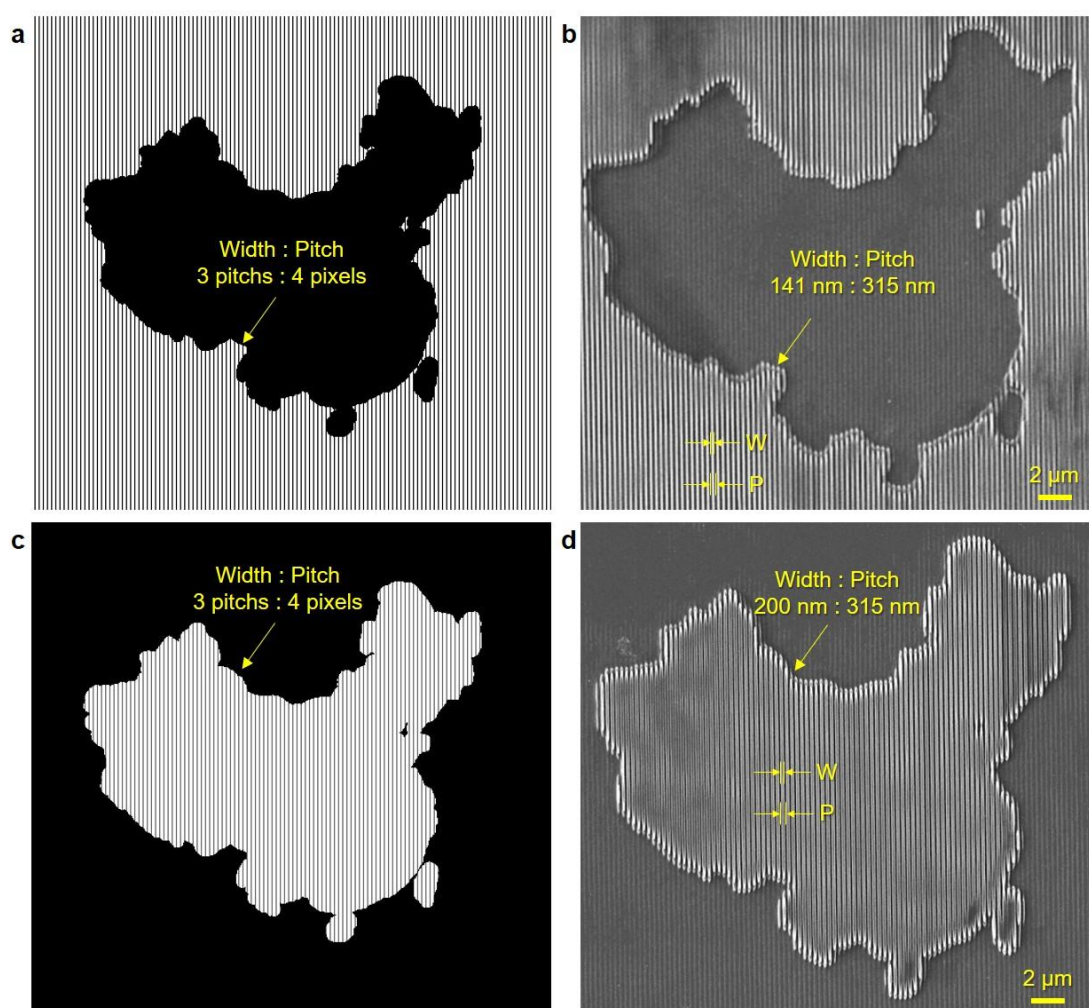 a
Width : Pitch
3 pitchs : 4 pixels
b
Width : Pitch
141 nm : 315 nm
W
P
2 µm
c
Width : Pitch
3 pitchs : 4 pixels
d
Width : Pitch
200 nm : 315 nm
W
P
2 µm